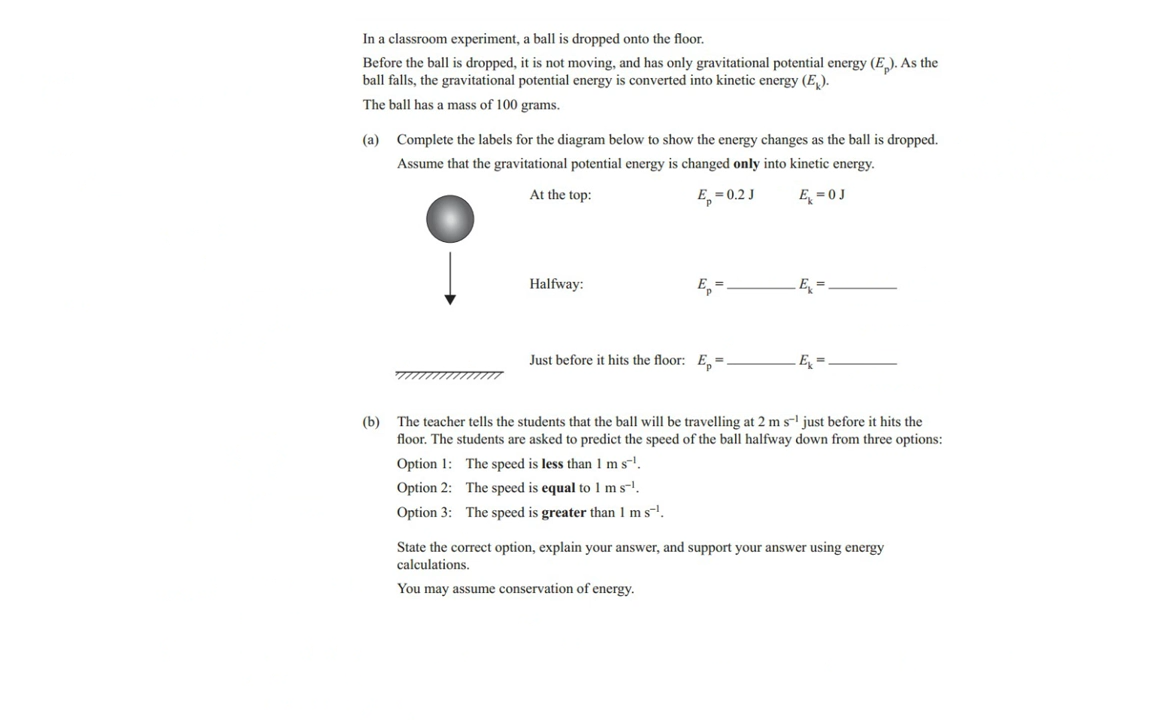 In a classroom experiment, a ball is dropped onto the floor.
Before the ball is dropped, it is not moving, and has only gravitational potential energy (Eₚ). As the
ball falls, the gravitational potential energy is converted into kinetic energy (Eₖ).
The ball has a mass of 100 grams.
(a) Complete the labels for the diagram below to show the energy changes as the ball is dropped.
Assume that the gravitational potential energy is changed only into kinetic energy.
At the top: Eₚ = 0.2 J Eₖ = 0 J
Halfway: Eₚ = ________ Eₖ = ________
Just before it hits the floor: Eₚ = ________ Eₖ = ________
(b) The teacher tells the students that the ball will be travelling at 2 m s⁻¹ just before it hits the
floor. The students are asked to predict the speed of the ball halfway down from three options:
Option 1: The speed is less than 1 m s⁻¹.
Option 2: The speed is equal to 1 m s⁻¹.
Option 3: The speed is greater than 1 m s⁻¹.
State the correct option, explain your answer, and support your answer using energy
calculations.
You may assume conservation of energy.